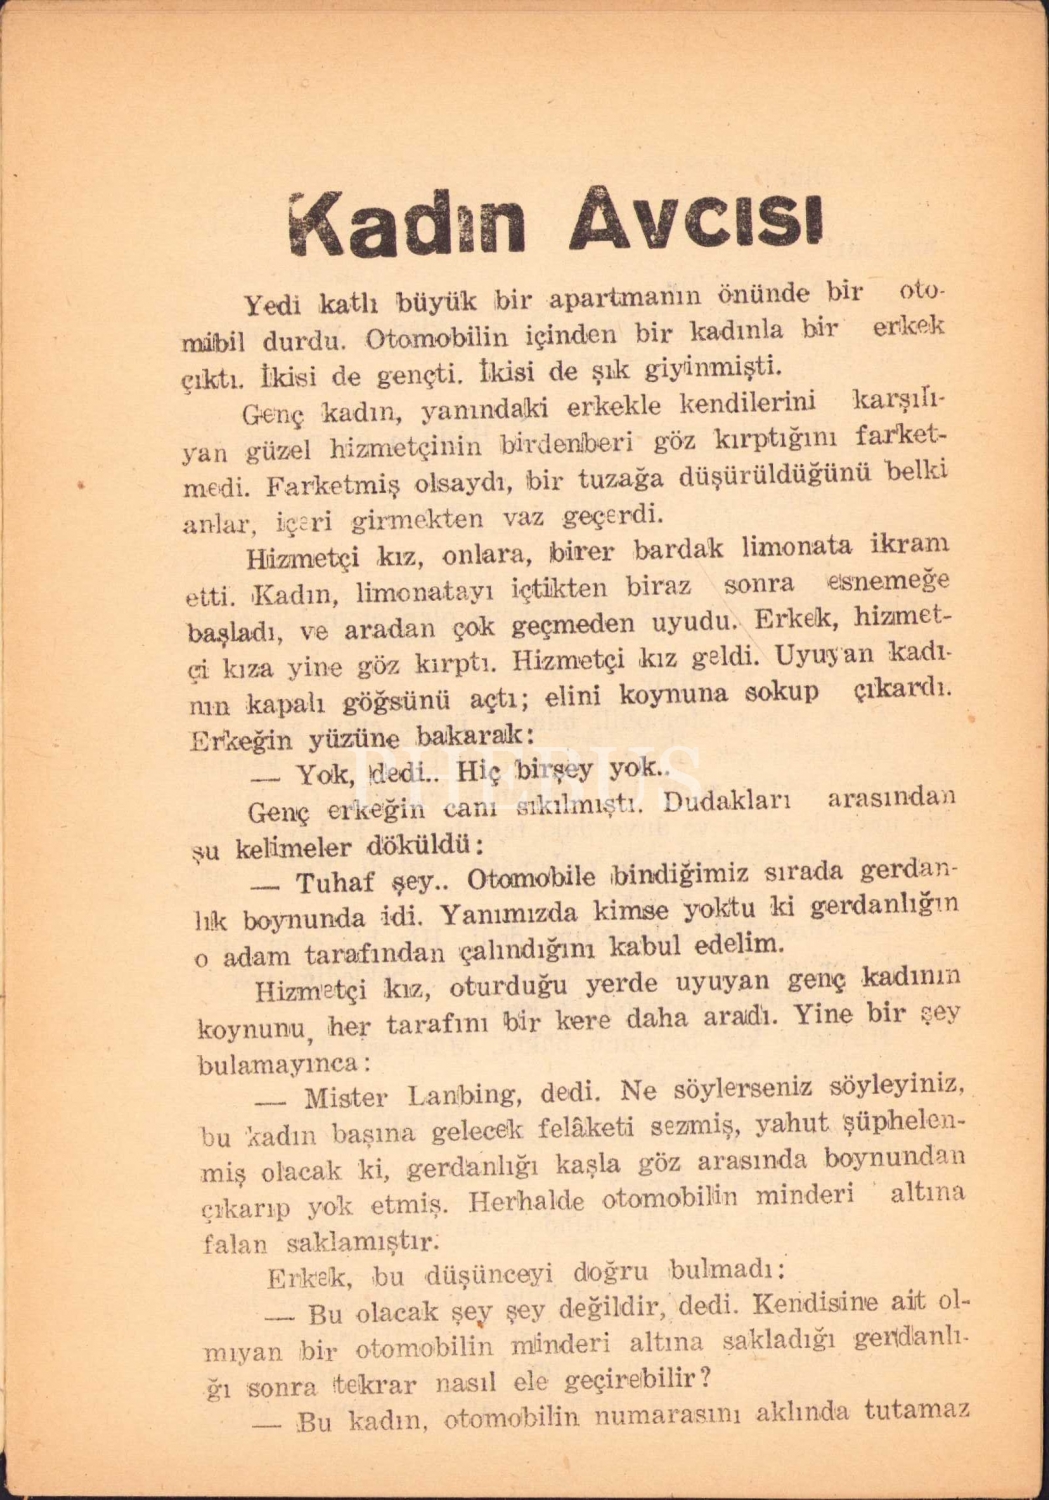 Kadın Avcısı
Yedi katlı büyük bir apartmanın önünde bir oto-
mobil durdu. Otomobilin içinden bir kadınla bir erkek
çıktı. İkisi de gençti. İkisi de şık giyinmişti.
Genç kadın, yanındaki erkekle kendilerini karşılı-
yan güzel hizmetçinin birdenberi göz kırptığını farket-
medi. Farketmiş olsaydı, bir tuzağa düşürüldüğünü belki
anlar, içeri girmekten vaz geçerdi.
Hizmetçi kız, onlara, birer bardak limonata ikram
etti. Kadın, limonatayı içtikten biraz sonra esnemeğe
başladı, ve aradan çok geçmeden uyudu. Erkek, hizmet-
çi kıza yine göz kırptı. Hizmetçi kız geldi. Uyuyan kadı-
nın kapalı göğsünü açtı; elini koynuna sokup çıkardı.
Erkeğin yüzüne bakarak:
— Yok, dedi.. Hiç birşey yok..
PHEBUS
Genç erkeğin canı sıkılmıştı. Dudakları arasından
şu kelimeler döküldü:
— Tuhaf şey.. Otomobile bindiğimiz sırada gerdan-
lık boynunda idi. Yanımızda kimse yoktu ki gerdanlığın
o adam tarafından çalındığını kabul edelim.
Hizmetçi kız, oturduğu yerde uyuyan genç kadının
koynunu, her tarafını bir kere daha aradı. Yine bir şey
bulamayınca:
— Mister Lanbing, dedi. Ne söylerseniz söyleyiniz,
bu kadın başına gelecek felâketi sezmiş, yahut şüphelen-
miş olacak ki, gerdanlığı kaşla göz arasında boynundan
çıkarıp yok etmiş. Herhalde otomobilin minderi altına
falan saklamıştır.
Erkek, bu düşünceyi doğru bulmadı:
— Bu olacak şey şey değildir, dedi. Kendisine ait ol-
mıyan bir otomobilin minderi altına sakladığı gerdanlı-
ğı sonra tekrar nasıl ele geçirebilir?
— Bu kadın, otomobilin numarasını aklında tutamaz